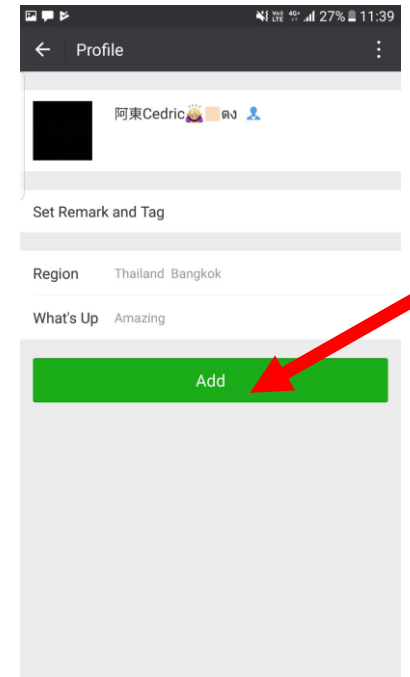 27% 11:39
Profile
阿東Cedric ตง
Set Remark and Tag
Region Thailand Bangkok
What's Up Amazing
Add